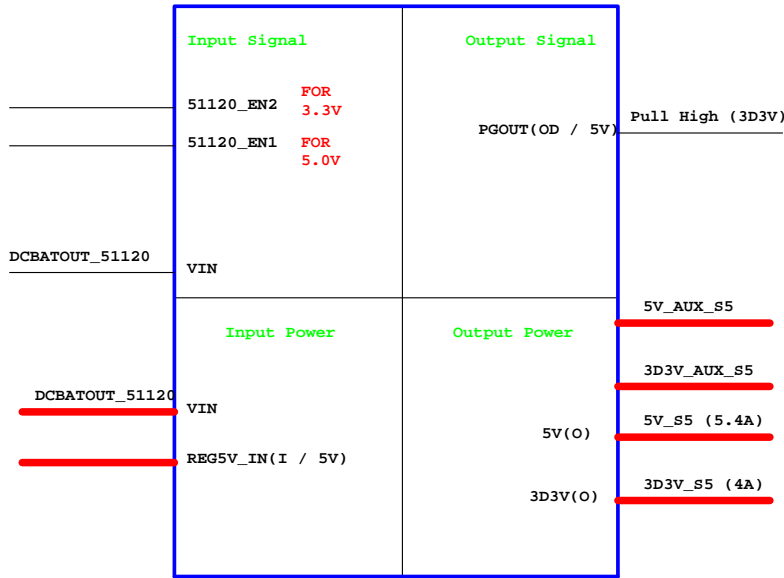 Input Signal
Output Signal
51120_EN2
FOR
3.3V
Pull High (3D3V)
PGOUT(OD / 5V)
51120_EN1
FOR
5.0V
DCBATOUT_51120
VIN
5V_AUX_S5
Input Power
Output Power
3D3V_AUX_S5
DCBATOUT_51120
VIN
5V_S5 (5.4A)
5V(O)
REG5V_IN(I / 5V)
3D3V_S5 (4A)
3D3V(O)